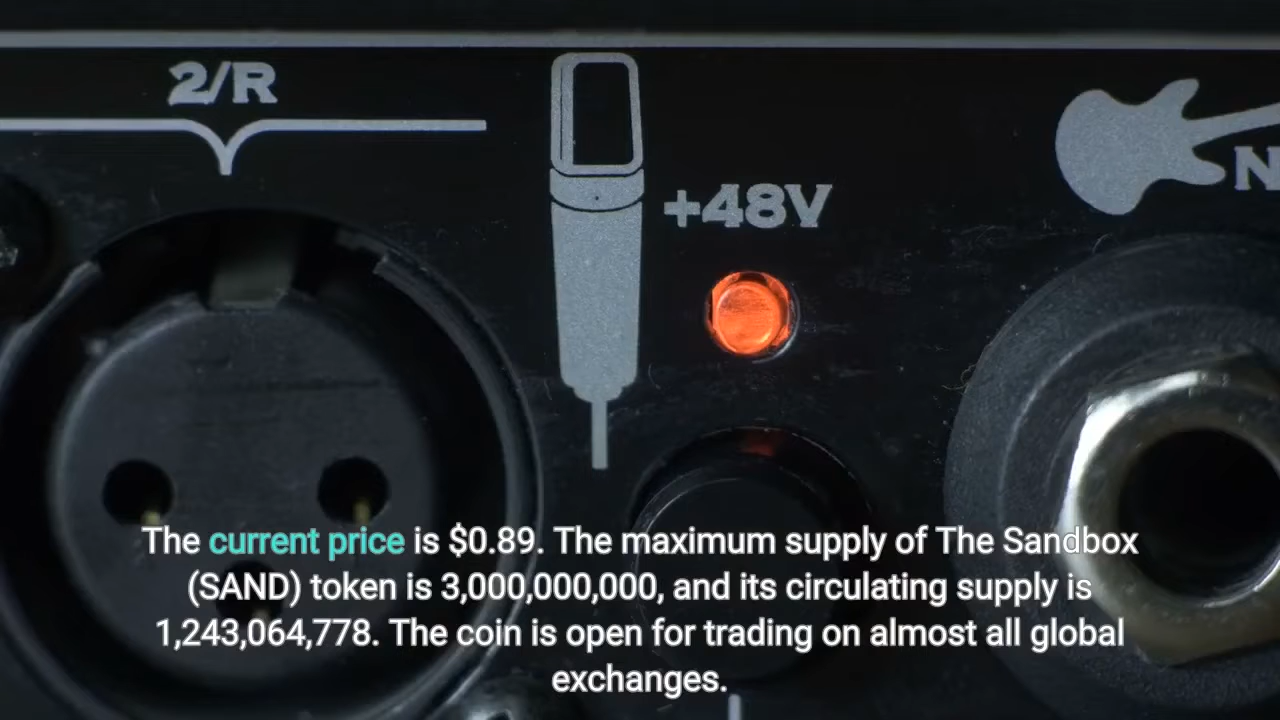 2/R
+48V
N
The current price is $0.89. The maximum supply of The Sandbox
(SAND) token is 3,000,000,000, and its circulating supply is
1,243,064,778. The coin is open for trading on almost all global
exchanges.